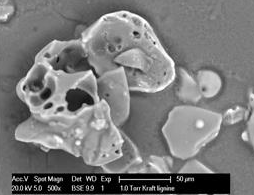 Acc.V Spot Magn Det WD Exp 50 µm
20.0 kV 5.0 500x BSE 9.9 1 1.0 Torr Kraft lignine